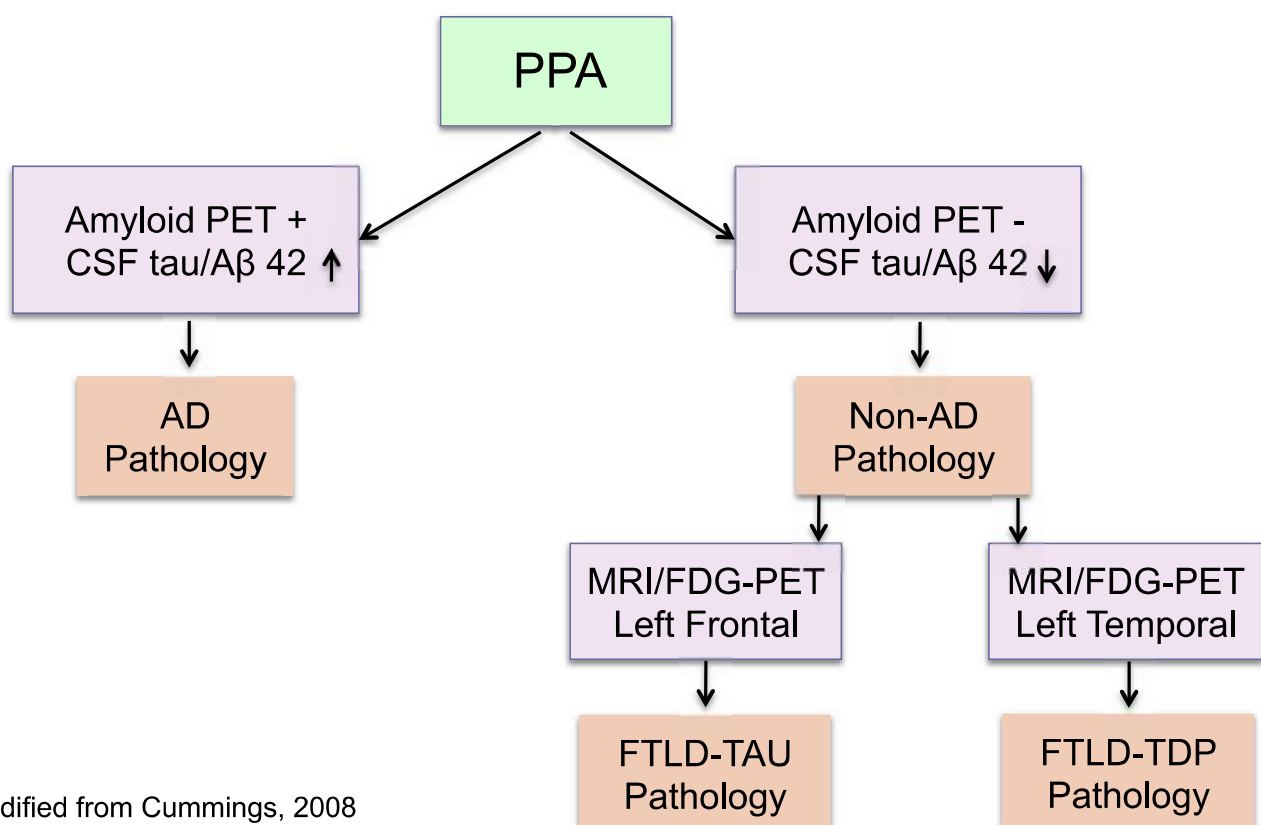 PPA
Amyloid PET +
CSF tau/Aβ 42 ↑
Amyloid PET -
CSF tau/Aβ 42 ↓
AD
Pathology
Non-AD
Pathology
MRI/FDG-PET
Left Frontal
MRI/FDG-PET
Left Temporal
FTLD-TAU
Pathology
FTLD-TDP
Pathology
dified from Cummings, 2008